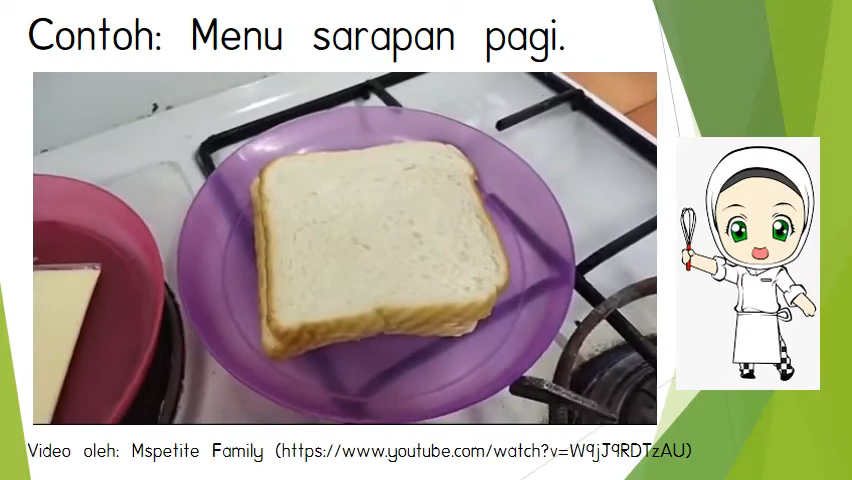 Contoh: Menu sarapan pagi.
Video oleh: Mspetite Family (https://www.youtube.com/watch?v=W9jJ9RDTzAU)